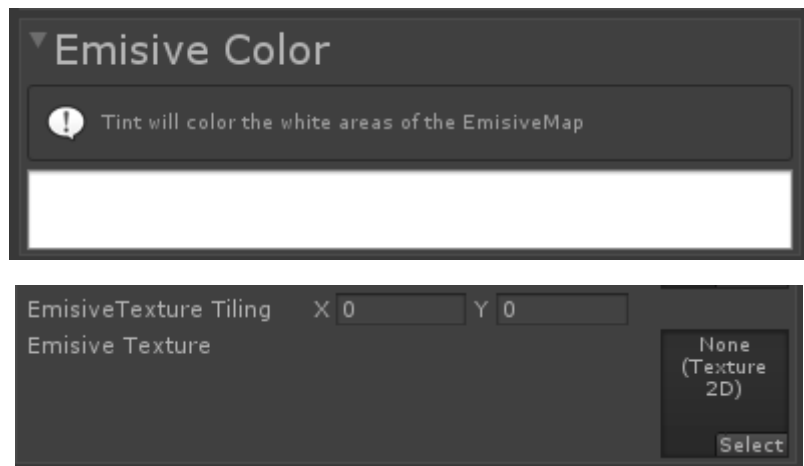 Emisive Color
Tint will color the white areas of the EmisiveMap
EmisiveTexture Tiling X 0 Y 0
Emisive Texture
None
(Texture
2D)
Select